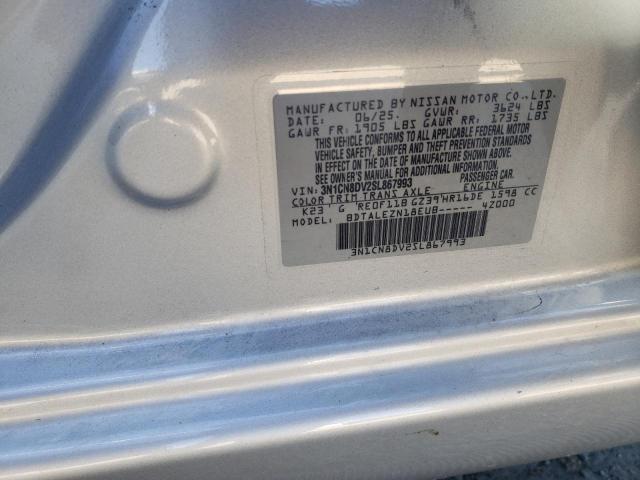 MANUFACTURED BY NISSAN MOTOR CO., LTD.
DATE: 06/25. GVWR: 3624 LBS
GAWR FR: 1905 LBS GAWR RR: 1735 LBS
THIS VEHICLE CONFORMS TO ALL APPLICABLE FEDERAL MOTOR
VEHICLE SAFETY, BUMPER AND THEFT PREVENTION STANDARDS
IN EFFECT ON THE DATE OF MANUFACTURE SHOWN ABOVE.
SEE OWNER'S MANUAL FOR ADDITIONAL INFORMATION
PASSENGER CAR
VIN: 3N1CN8DV2SL867993
COLOR TRIM TRANS AXLE ENGINE
K23 G RE0F11B GZ39 HR16DE 1598 CC
BDTALEZN18EUB----- 42000
3N1CN8DV2SL867993